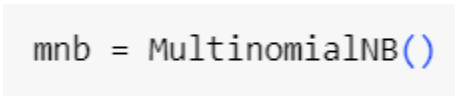 mnb = MultinomialNB()